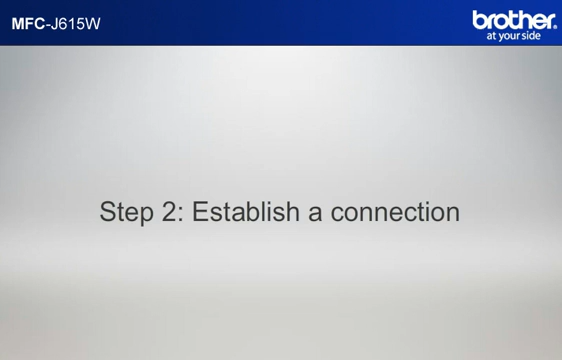 MFC-J615W
brother.
at your side
Step 2: Establish a connection